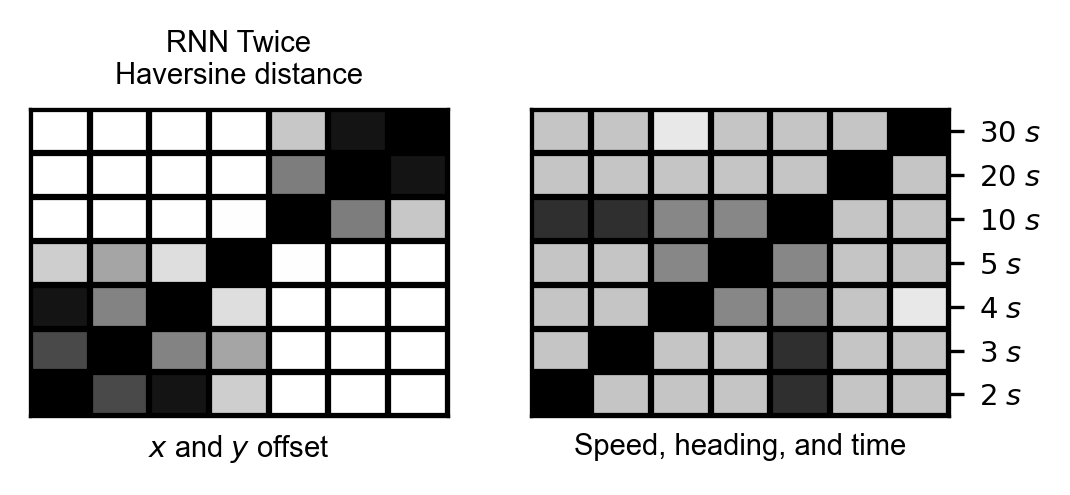 RNN Twice
Haversine distance
30 s
20 s
10 s
5 s
4 s
3 s
2 s
x and y offset
Speed, heading, and time